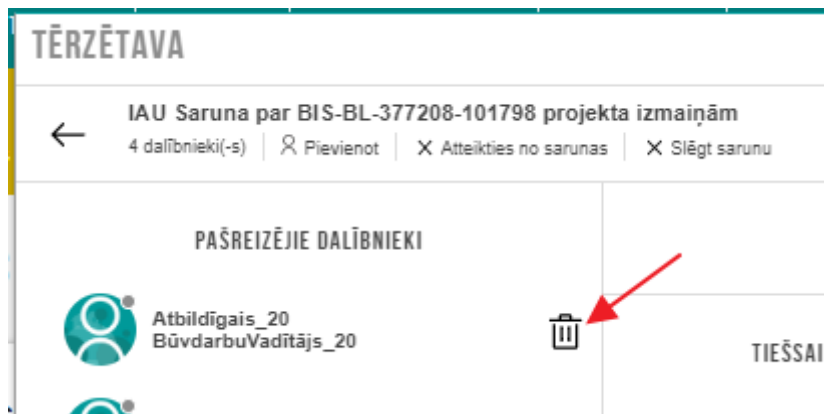 TĒRZĒTAVA
IAU Saruna par BIS-BL-377208-101798 projekta izmaiņām
4 dalībnieki(-s) Pievienot Atteikties no sarunas Slēgt sarunu
PAŠREIZĒJIE DALĪBNIEKI
Atbildīgais_20
BūvdarbuVadītājs_20
TIEŠSAI